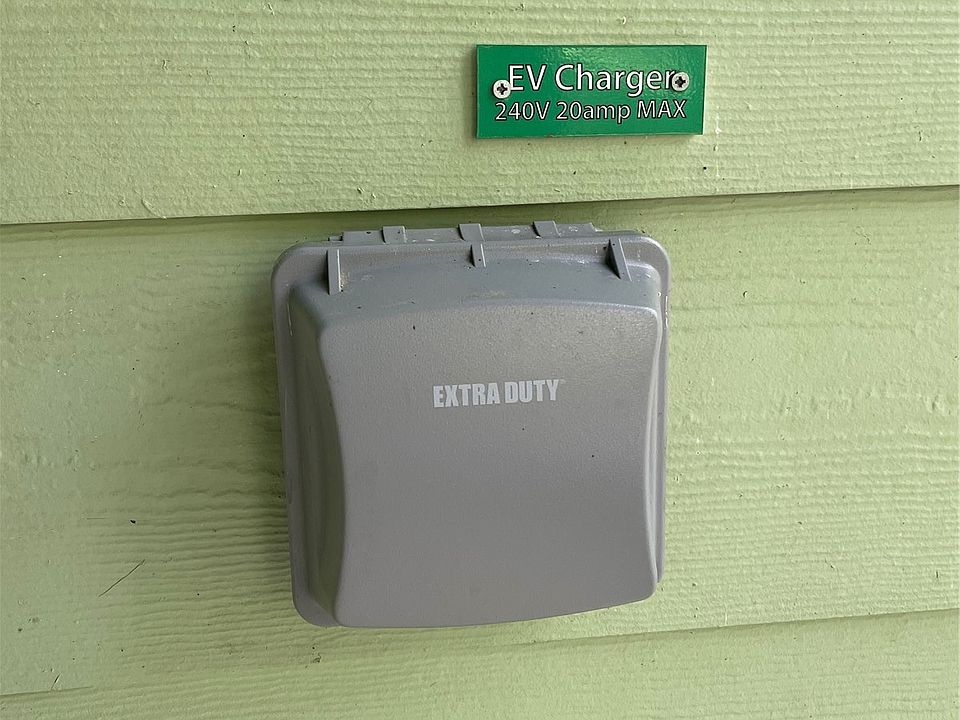 EV Charger
240V 20amp MAX
EXTRA DUTY